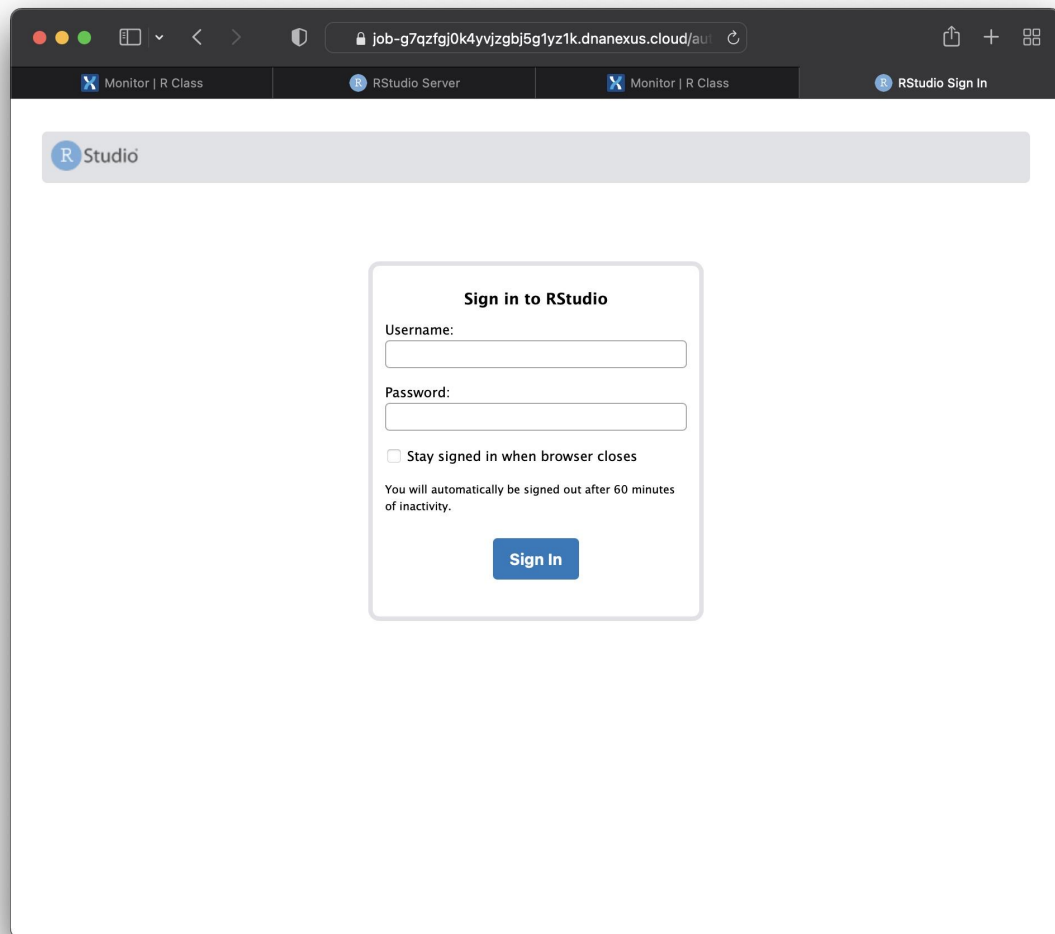 job-g7qzfgj0k4yvjzgbj5g1yz1k.dnanexus.cloud/aut
Monitor | R Class
R RStudio Server
Monitor | R Class
R RStudio Sign In
R Studio
Sign in to RStudio
Username:
Password:
Stay signed in when browser closes
You will automatically be signed out after 60 minutes
of inactivity.
Sign In